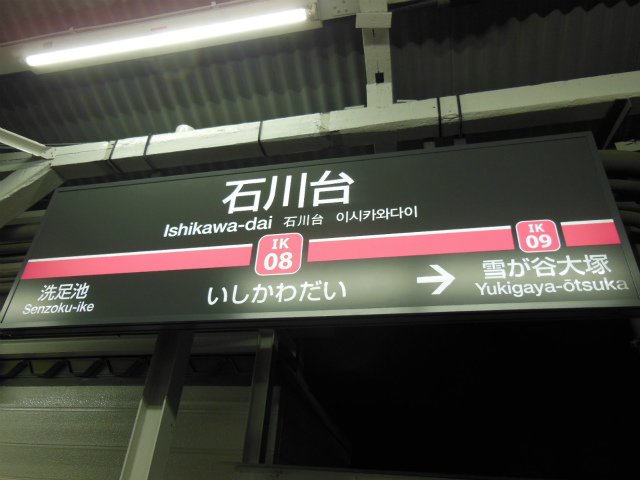 石川台
Ishikawa-dai 石川台 이시카와다이
IK
08
IK
09
洗足池
Senzoku-ike
いしかわだい
→
雪が谷大塚
Yukigaya-ōtsuka